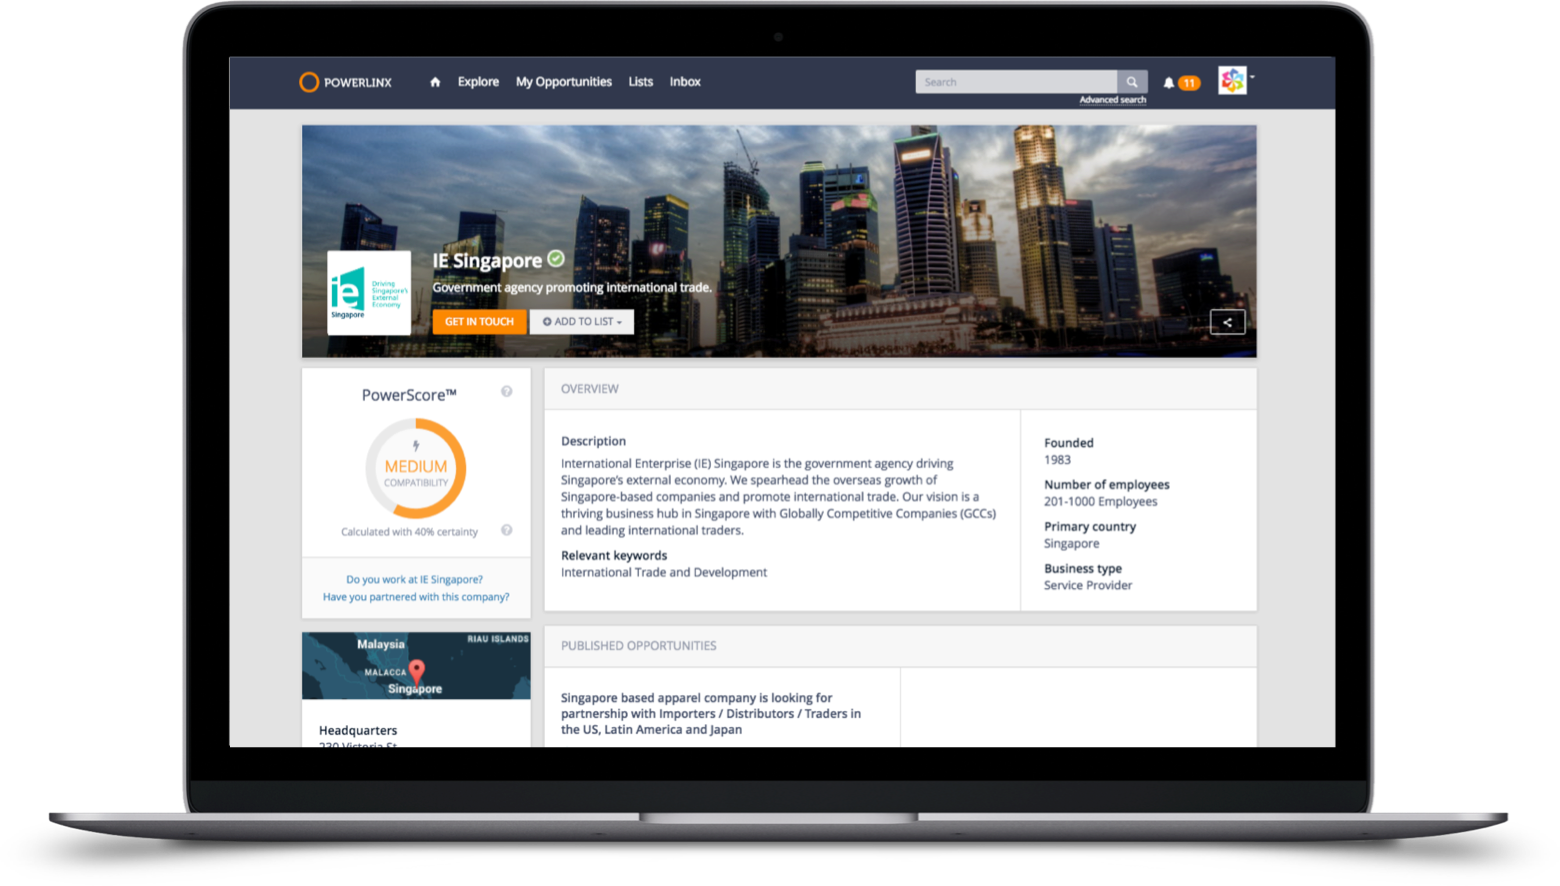 POWERLINX
Explore
My Opportunities
Lists
Inbox
Search
Advanced search
11
ie
Singapore
Driving
Singapore's
External
Economy
IE Singapore
Government agency promoting international trade.
GET IN TOUCH
ADD TO LIST
PowerScore™
?
MEDIUM
COMPATIBILITY
Calculated with 40% certainty
?
Do you work at IE Singapore?
Have you partnered with this company?
OVERVIEW
Description
International Enterprise (IE) Singapore is the government agency driving
Singapore's external economy. We spearhead the overseas growth of
Singapore-based companies and promote international trade. Our vision is a
thriving business hub in Singapore with Globally Competitive Companies (GCCs)
and leading international traders.
Relevant keywords
International Trade and Development
Founded
1983
Number of employees
201-1000 Employees
Primary country
Singapore
Business type
Service Provider
Malaysia
RIAU ISLANDS
MALACCA
Singapore
Headquarters
230 Victoria St
PUBLISHED OPPORTUNITIES
Singapore based apparel company is looking for
partnership with Importers / Distributors / Traders in
the US, Latin America and Japan